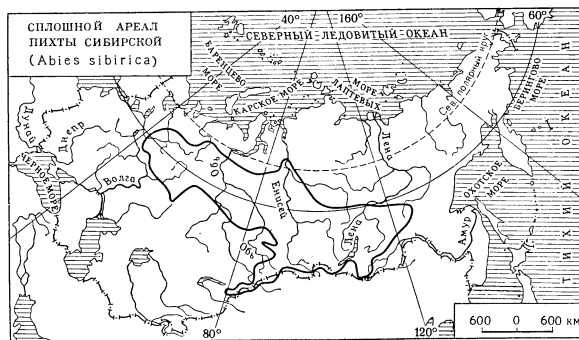 СПЛОШНОЙ АРЕАЛ
ПИХТЫ СИБИРСКОЙ
(Abies sibirica)
40°
160°
60°
СЕВЕРНЫЙ ЛЕДОВИТЫЙ ОКЕАН
БАРЕНЦЕВО
МОРЕ
КАРСКОЕ МОРЕ
МОРЕ
ЛАПТЕВЫХ
Сев. полярный круг
БЕРИНГОВО
МОРЕ
ТИХИЙ ОКЕАН
Дунай
Днепр
ЧЕРНОЕ МОРЕ
Волга
Обь
Енисей
Лена
ОХОТСКОЕ
МОРЕ
Обь
Лена
Амур
80°
120°
600 0 600 км